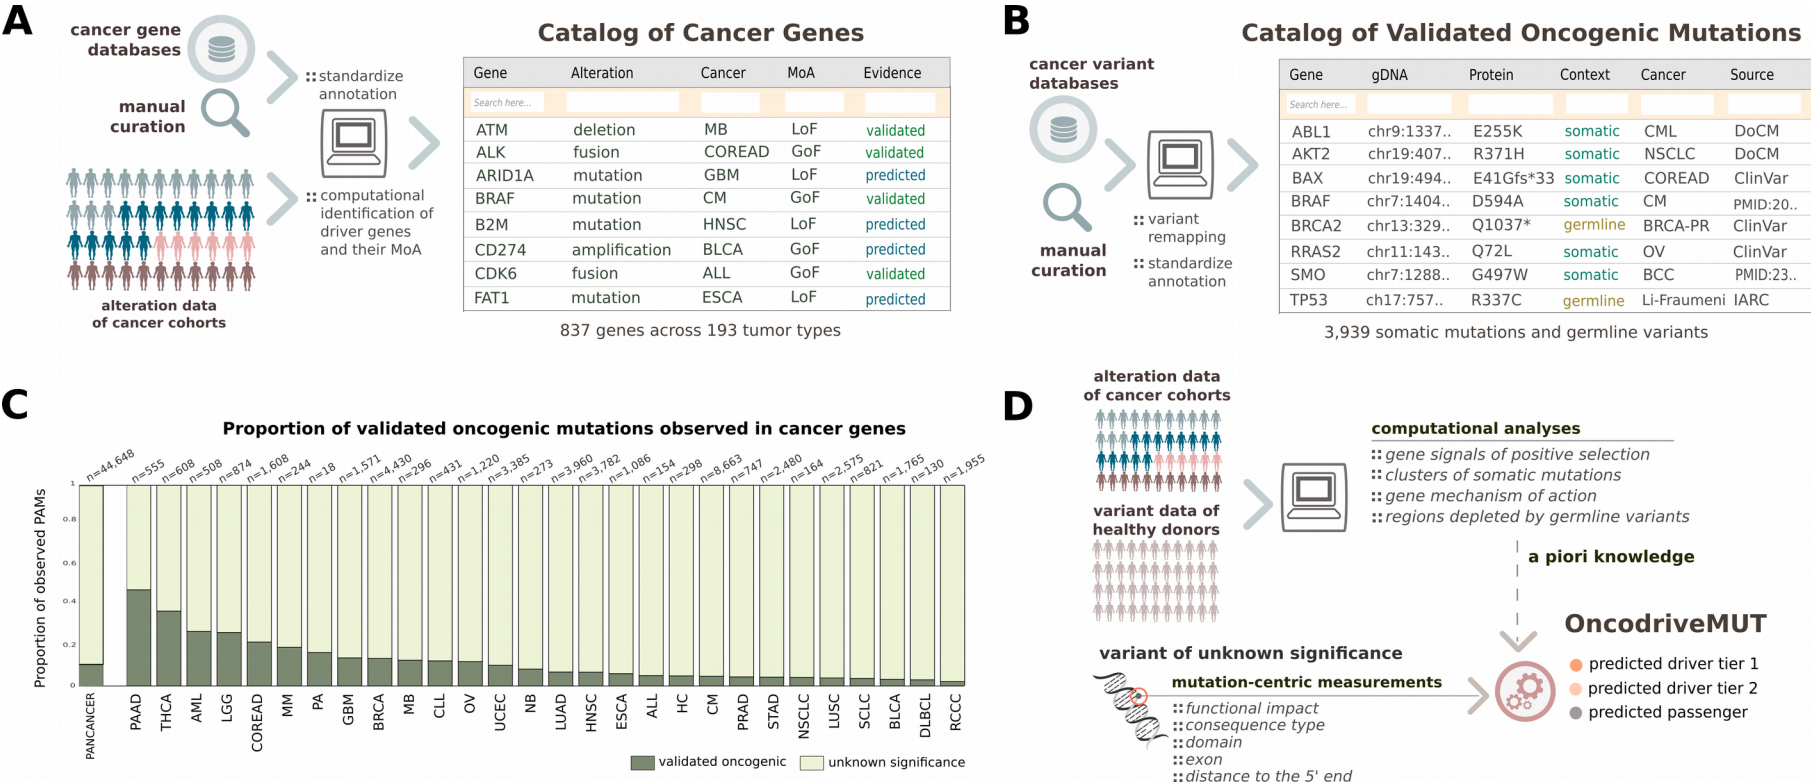 A
cancer gene
databases
manual
curation
alteration data
of cancer cohorts
:: standardize
annotation
:: computational
identification of
driver genes
and their MoA
Catalog of Cancer Genes
Gene Alteration Cancer MoA Evidence
Search here...
ATM deletion MB LoF validated
ALK fusion COREAD GoF validated
ARID1A mutation GBM LoF predicted
BRAF mutation CM GoF validated
B2M mutation HNSC LoF predicted
CD274 amplification BLCA GoF predicted
CDK6 fusion ALL GoF validated
FAT1 mutation ESCA LoF predicted
837 genes across 193 tumor types
B
cancer variant
databases
manual
curation
:: variant
remapping
:: standardize
annotation
Catalog of Validated Oncogenic Mutations
Gene gDNA Protein Context Cancer Source
Search here...
ABL1 chr9:1337.. E255K somatic CML DoCM
AKT2 chr19:407.. R371H somatic NSCLC DoCM
BAX chr19:494.. E41Gfs*33 somatic COREAD ClinVar
BRAF chr7:1404.. D594A somatic CM PMID:20..
BRCA2 chr13:329.. Q1037* germline BRCA-PR ClinVar
RRAS2 chr11:143.. Q72L somatic OV ClinVar
SMO chr7:1288.. G497W somatic BCC PMID:23..
TP53 ch17:757.. R337C germline Li-Fraumeni IARC
3,939 somatic mutations and germline variants
C
Proportion of validated oncogenic mutations observed in cancer genes
n=44,648 n=555 n=608 n=508 n=874 n=1,608 n=244 n=18 n=1,571 n=4,430 n=296 n=431 n=1,220 n=3,385 n=273 n=3,960 n=3,782 n=1,086 n=154 n=298 n=8,663 n=747 n=2,480 n=164 n=2,575 n=821 n=1,765 n=130 n=1,955
Proportion of observed PAMs
1
0.8
0.6
0.4
0.2
0
PANCANCER PAAD THCA AML LGG COREAD MM PA GBM BRCA MB CLL OV UCEC NB LUAD HNSC ESCA ALL HC CM PRAD STAD NSCLC LUSC SCLC BLCA DLBCL RCCC
validated oncogenic unknown significance
D
alteration data
of cancer cohorts
variant data of
healthy donors
computational analyses
:: gene signals of positive selection
:: clusters of somatic mutations
:: gene mechanism of action
:: regions depleted by germline variants
a piori knowledge
OncodriveMUT
predicted driver tier 1
predicted driver tier 2
predicted passenger
variant of unknown significance
mutation-centric measurements
:: functional impact
:: consequence type
:: domain
:: exon
:: distance to the 5' end